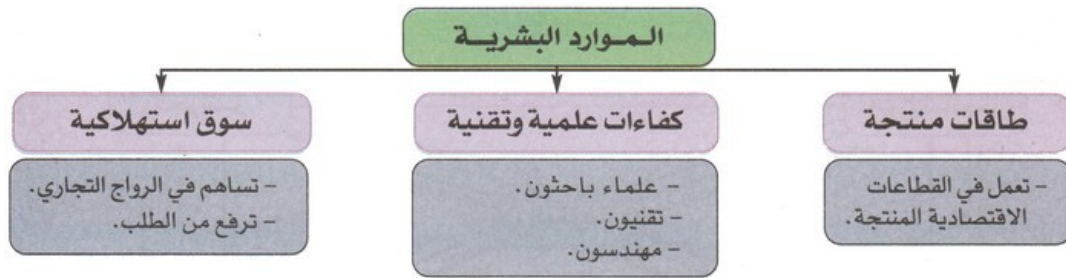 الموارد البشرية
طاقات منتجة
- تعمل في القطاعات
الاقتصادية المنتجة.
كفاءات علمية وتقنية
- علماء باحثون.
- تقنيون.
- مهندسون.
سوق استهلاكية
- تساهم في الرواج التجاري.
- ترفع من الطلب.